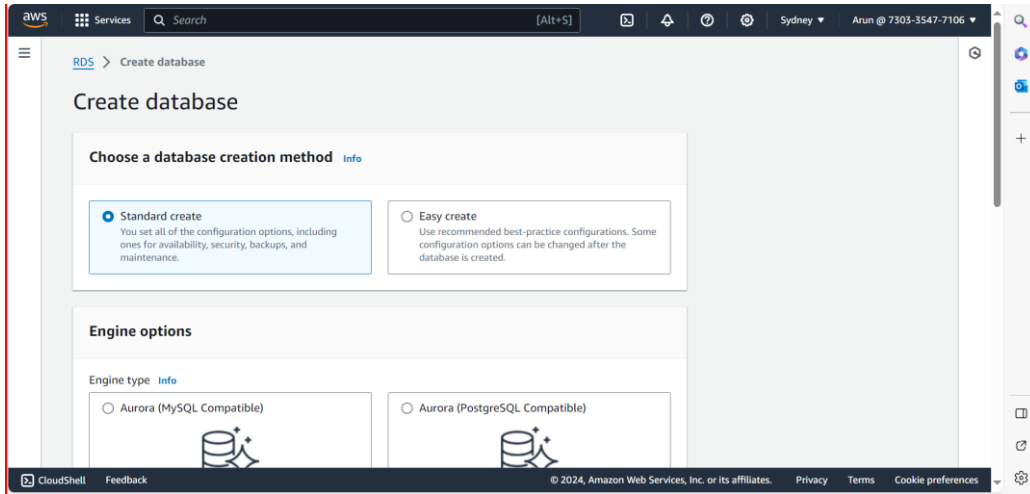 aws
Services
Search
[Alt+S]
Sydney ▼
Arun @ 7303-3547-7106 ▼
RDS > Create database
Create database
Choose a database creation method Info
Standard create
You set all of the configuration options, including
ones for availability, security, backups, and
maintenance.
Easy create
Use recommended best-practice configurations. Some
configuration options can be changed after the
database is created.
Engine options
Engine type Info
Aurora (MySQL Compatible)
Aurora (PostgreSQL Compatible)
CloudShell
Feedback
© 2024, Amazon Web Services, Inc. or its affiliates.
Privacy
Terms
Cookie preferences